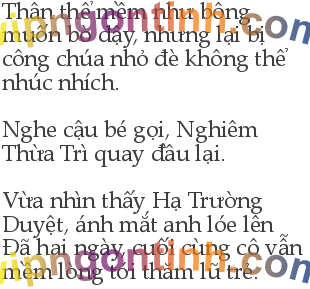 Thân thể mềm như bông
muốn bò dậy, nhưng lại bị
công chúa nhỏ đè không thể
nhúc nhích.
Nghe cậu bé gọi, Nghiêm
Thừa Trì quay đầu lại.
Vừa nhìn thấy Hạ Trường
Duyệt, ánh mắt anh lóe lên
Đã hai ngày, cuối cùng cô vẫn
mềm lòng tới thăm lũ trẻ.